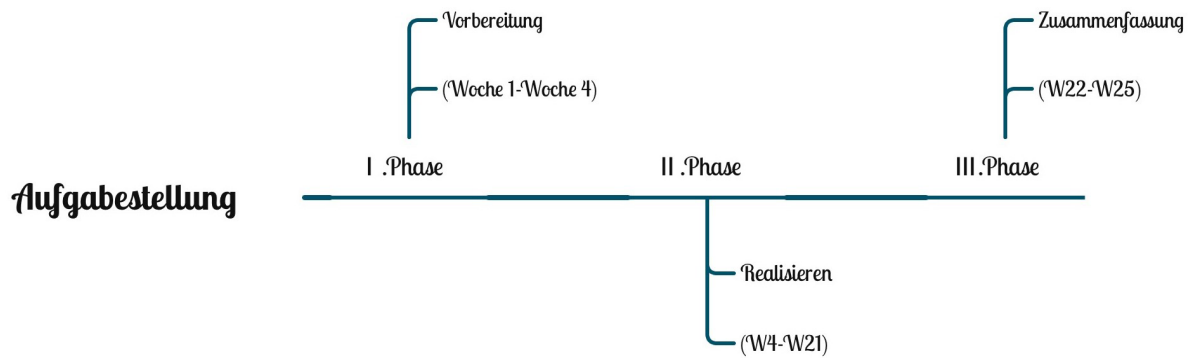 Vorbereitung
(Woche 1-Woche 4)
Zusammenfassung
(W22-W25)
I .Phase
II .Phase
III.Phase
Aufgabestellung
Realisieren
(W4-W21)